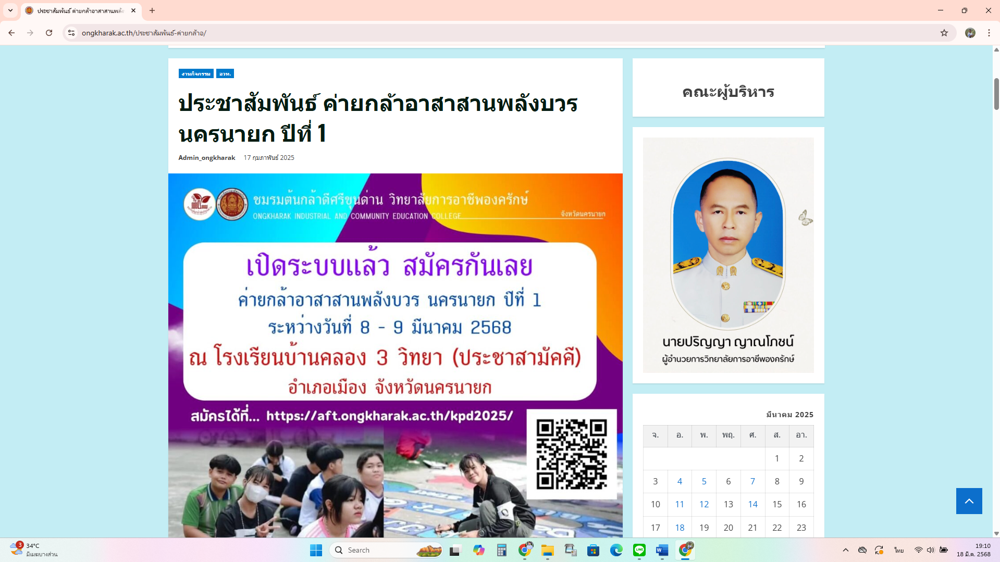 ประชาสัมพันธ์ ค่ายกล้าอาสาสานพลัง
ongkharak.ac.th/ประชาสัมพันธ์-ค่ายกล้าอ/
งานกิจกรรม อวท.
ประชาสัมพันธ์ ค่ายกล้าอาสาสานพลังบวร
นครนายก ปีที่ 1
Admin_ongkharak 17 กุมภาพันธ์ 2025
ชมรมต้นกล้าดีศรีขุนด่าน วิทยาลัยการอาชีพองครักษ์
ONGKHARAK INDUSTRIAL AND COMMUNITY EDUCATION COLLEGE
จังหวัดนครนายก
เปิดระบบแล้ว สมัครกันเลย
ค่ายกล้าอาสาสานพลังบวร นครนายก ปีที่ 1
ระหว่างวันที่ 8 - 9 มีนาคม 2568
ณ โรงเรียนบ้านคลอง 3 วิทยา (ประชาสามัคคี)
อำเภอเมือง จังหวัดนครนายก
สมัครได้ที่... https://aft.ongkharak.ac.th/kpd2025/
คณะผู้บริหาร
นายปริญญา ญาณโภชน์
ผู้อำนวยการวิทยาลัยการอาชีพองครักษ์
มีนาคม 2025
จ. อ. พ. พฤ. ศ. ส. อา.
1 2
3 4 5 6 7 8 9
10 11 12 13 14 15 16
17 18 19 20 21 22 23
3
34°C
มีเมฆบางส่วน
Search
LINE
W
ไทย
19:10
18 มี.ค. 2568